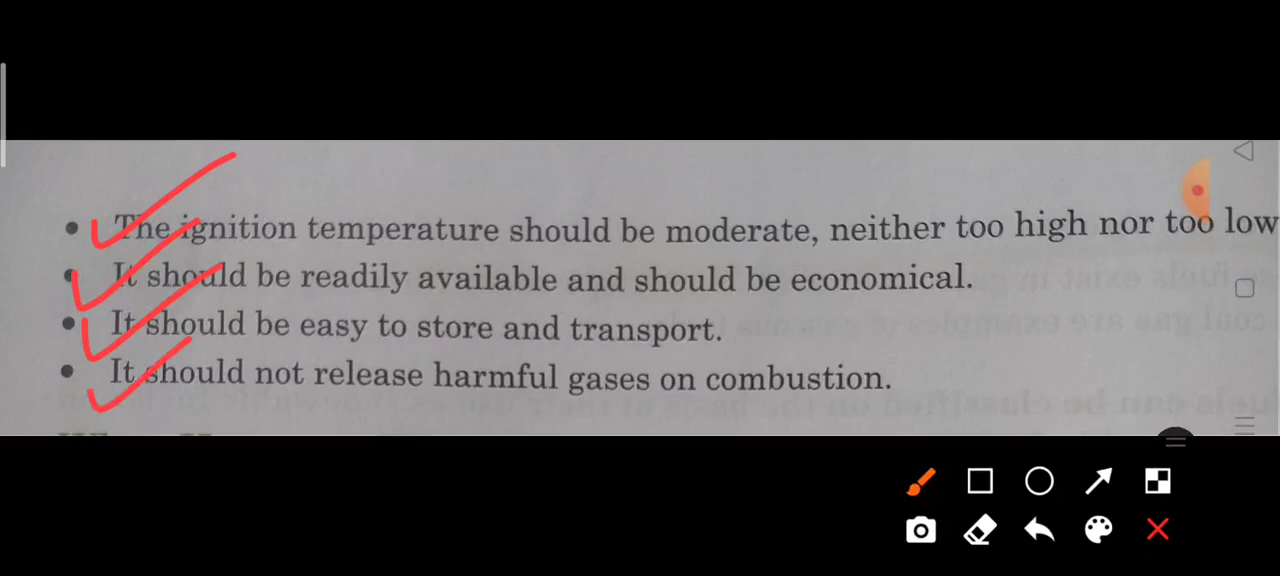 • The ignition temperature should be moderate, neither too high nor too low
• It should be readily available and should be economical.
• It should be easy to store and transport.
• It should not release harmful gases on combustion.